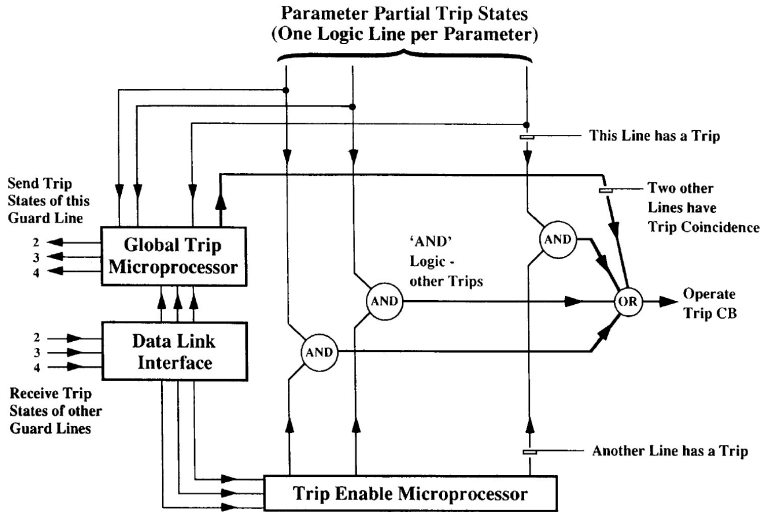 Parameter Partial Trip States
(One Logic Line per Parameter)
This Line has a Trip
Send Trip
States of this
Guard Line
Two other
Lines have
Trip Coincidence
2
3
4
Global Trip
Microprocessor
'AND'
Logic -
other Trips
AND
AND
OR
Operate
Trip CB
2
3
4
Data Link
Interface
AND
Receive Trip
States of other
Guard Lines
Another Line has a Trip
Trip Enable Microprocessor